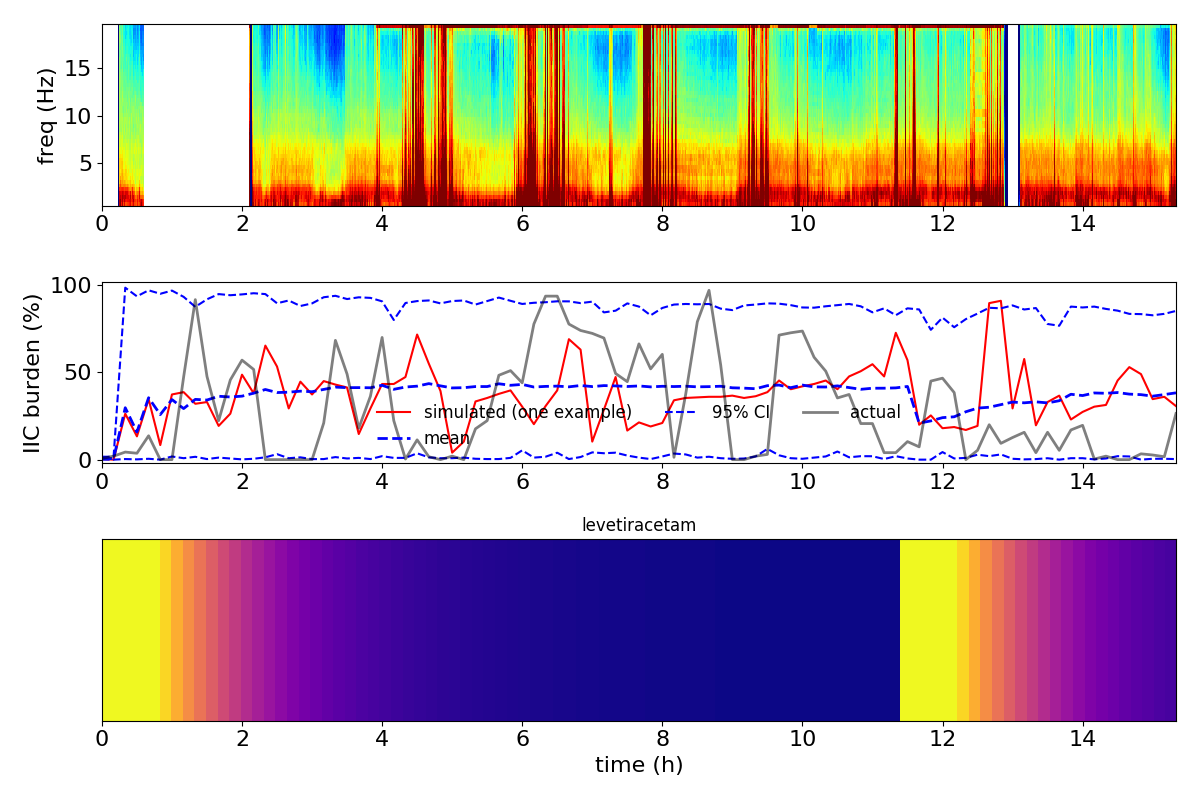 freq (Hz)
15
10
5
0 2 4 6 8 10 12 14
IIC burden (%)
100
50
0
simulated (one example) 95% CI actual
mean
0 2 4 6 8 10 12 14
levetiracetam
0 2 4 6 8 10 12 14
time (h)